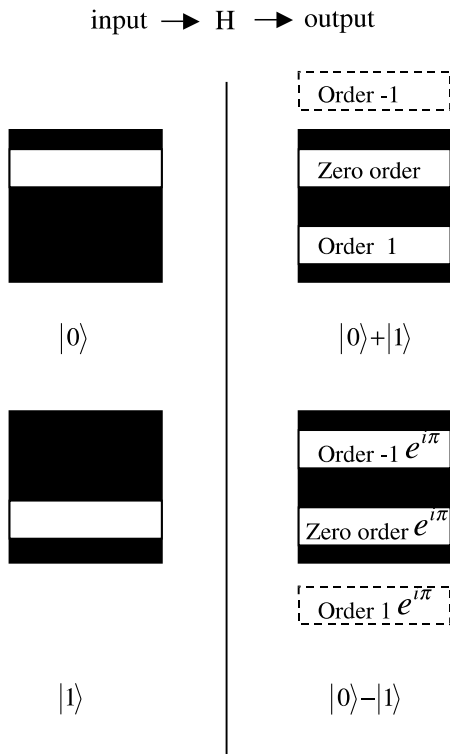 input → H → output
Order -1
Zero order
Order 1
|0⟩
|0⟩+|1⟩
Order -1 e^{iπ}
Zero order e^{iπ}
Order 1 e^{iπ}
|1⟩
|0⟩−|1⟩